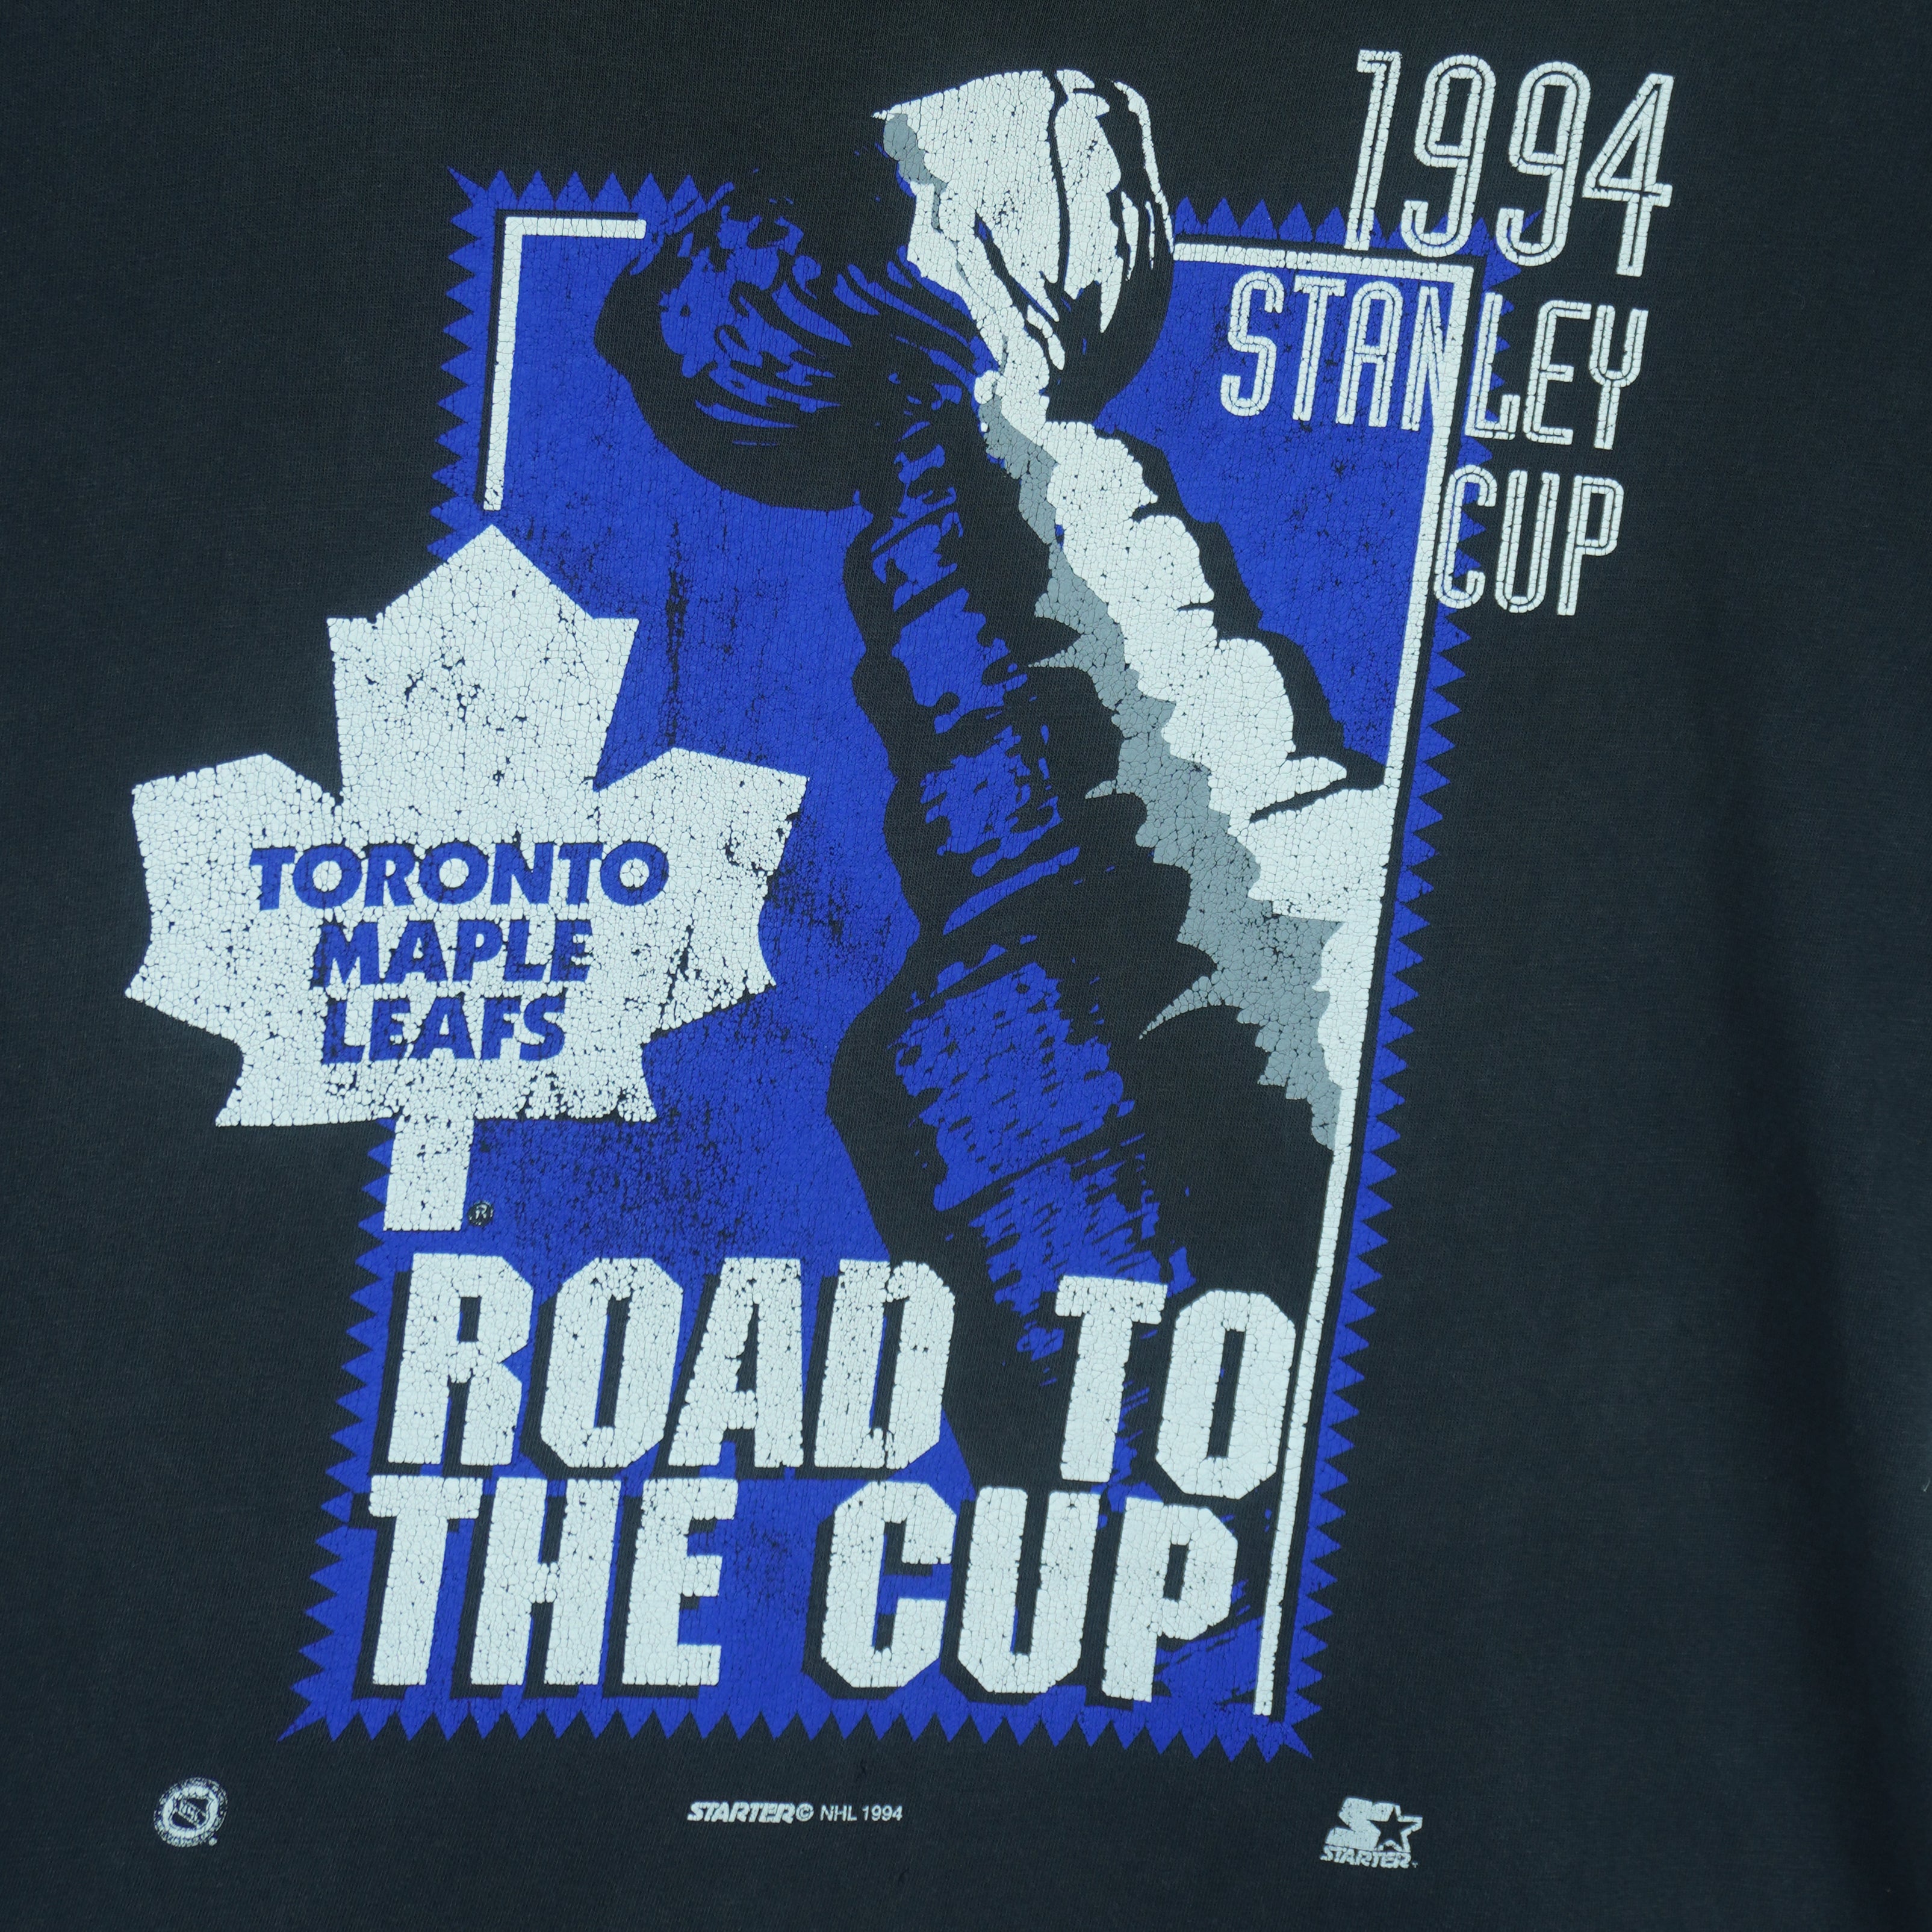 1994
STANLEY
CUP
TORONTO
MAPLE
LEAFS
®
ROAD TO
THE CUP
STARTER© NHL 1994
S
STARTER